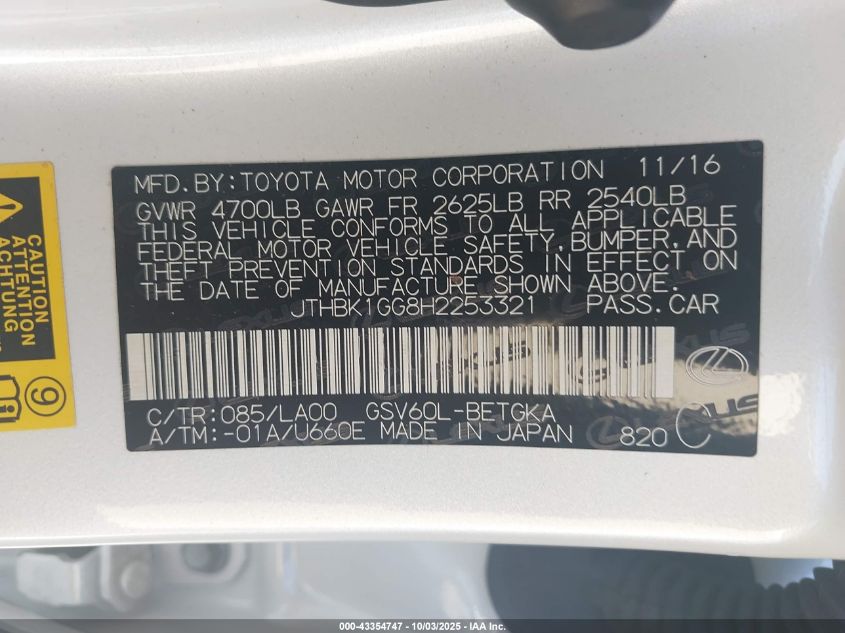 MFD.BY:TOYOTA MOTOR CORPORATION 11/16
GVWR 4700LB GAWR FR 2625LB RR 2540LB
THIS VEHICLE CONFORMS TO ALL APPLICABLE
FEDERAL MOTOR VEHICLE SAFETY,BUMPER,AND
THEFT PREVENTION STANDARDS IN EFFECT ON
THE DATE OF MANUFACTURE SHOWN ABOVE.
JTHBK1GG8H2253321 PASS.CAR
C/TR:085/LA00 GSV60L-BETGKA
A/TM:-01A/U660E MADE IN JAPAN 820 C
CAUTION
ATTENTION
ACHTUNG
9
000-43354747 - 10/03/2025 - IAA Inc.